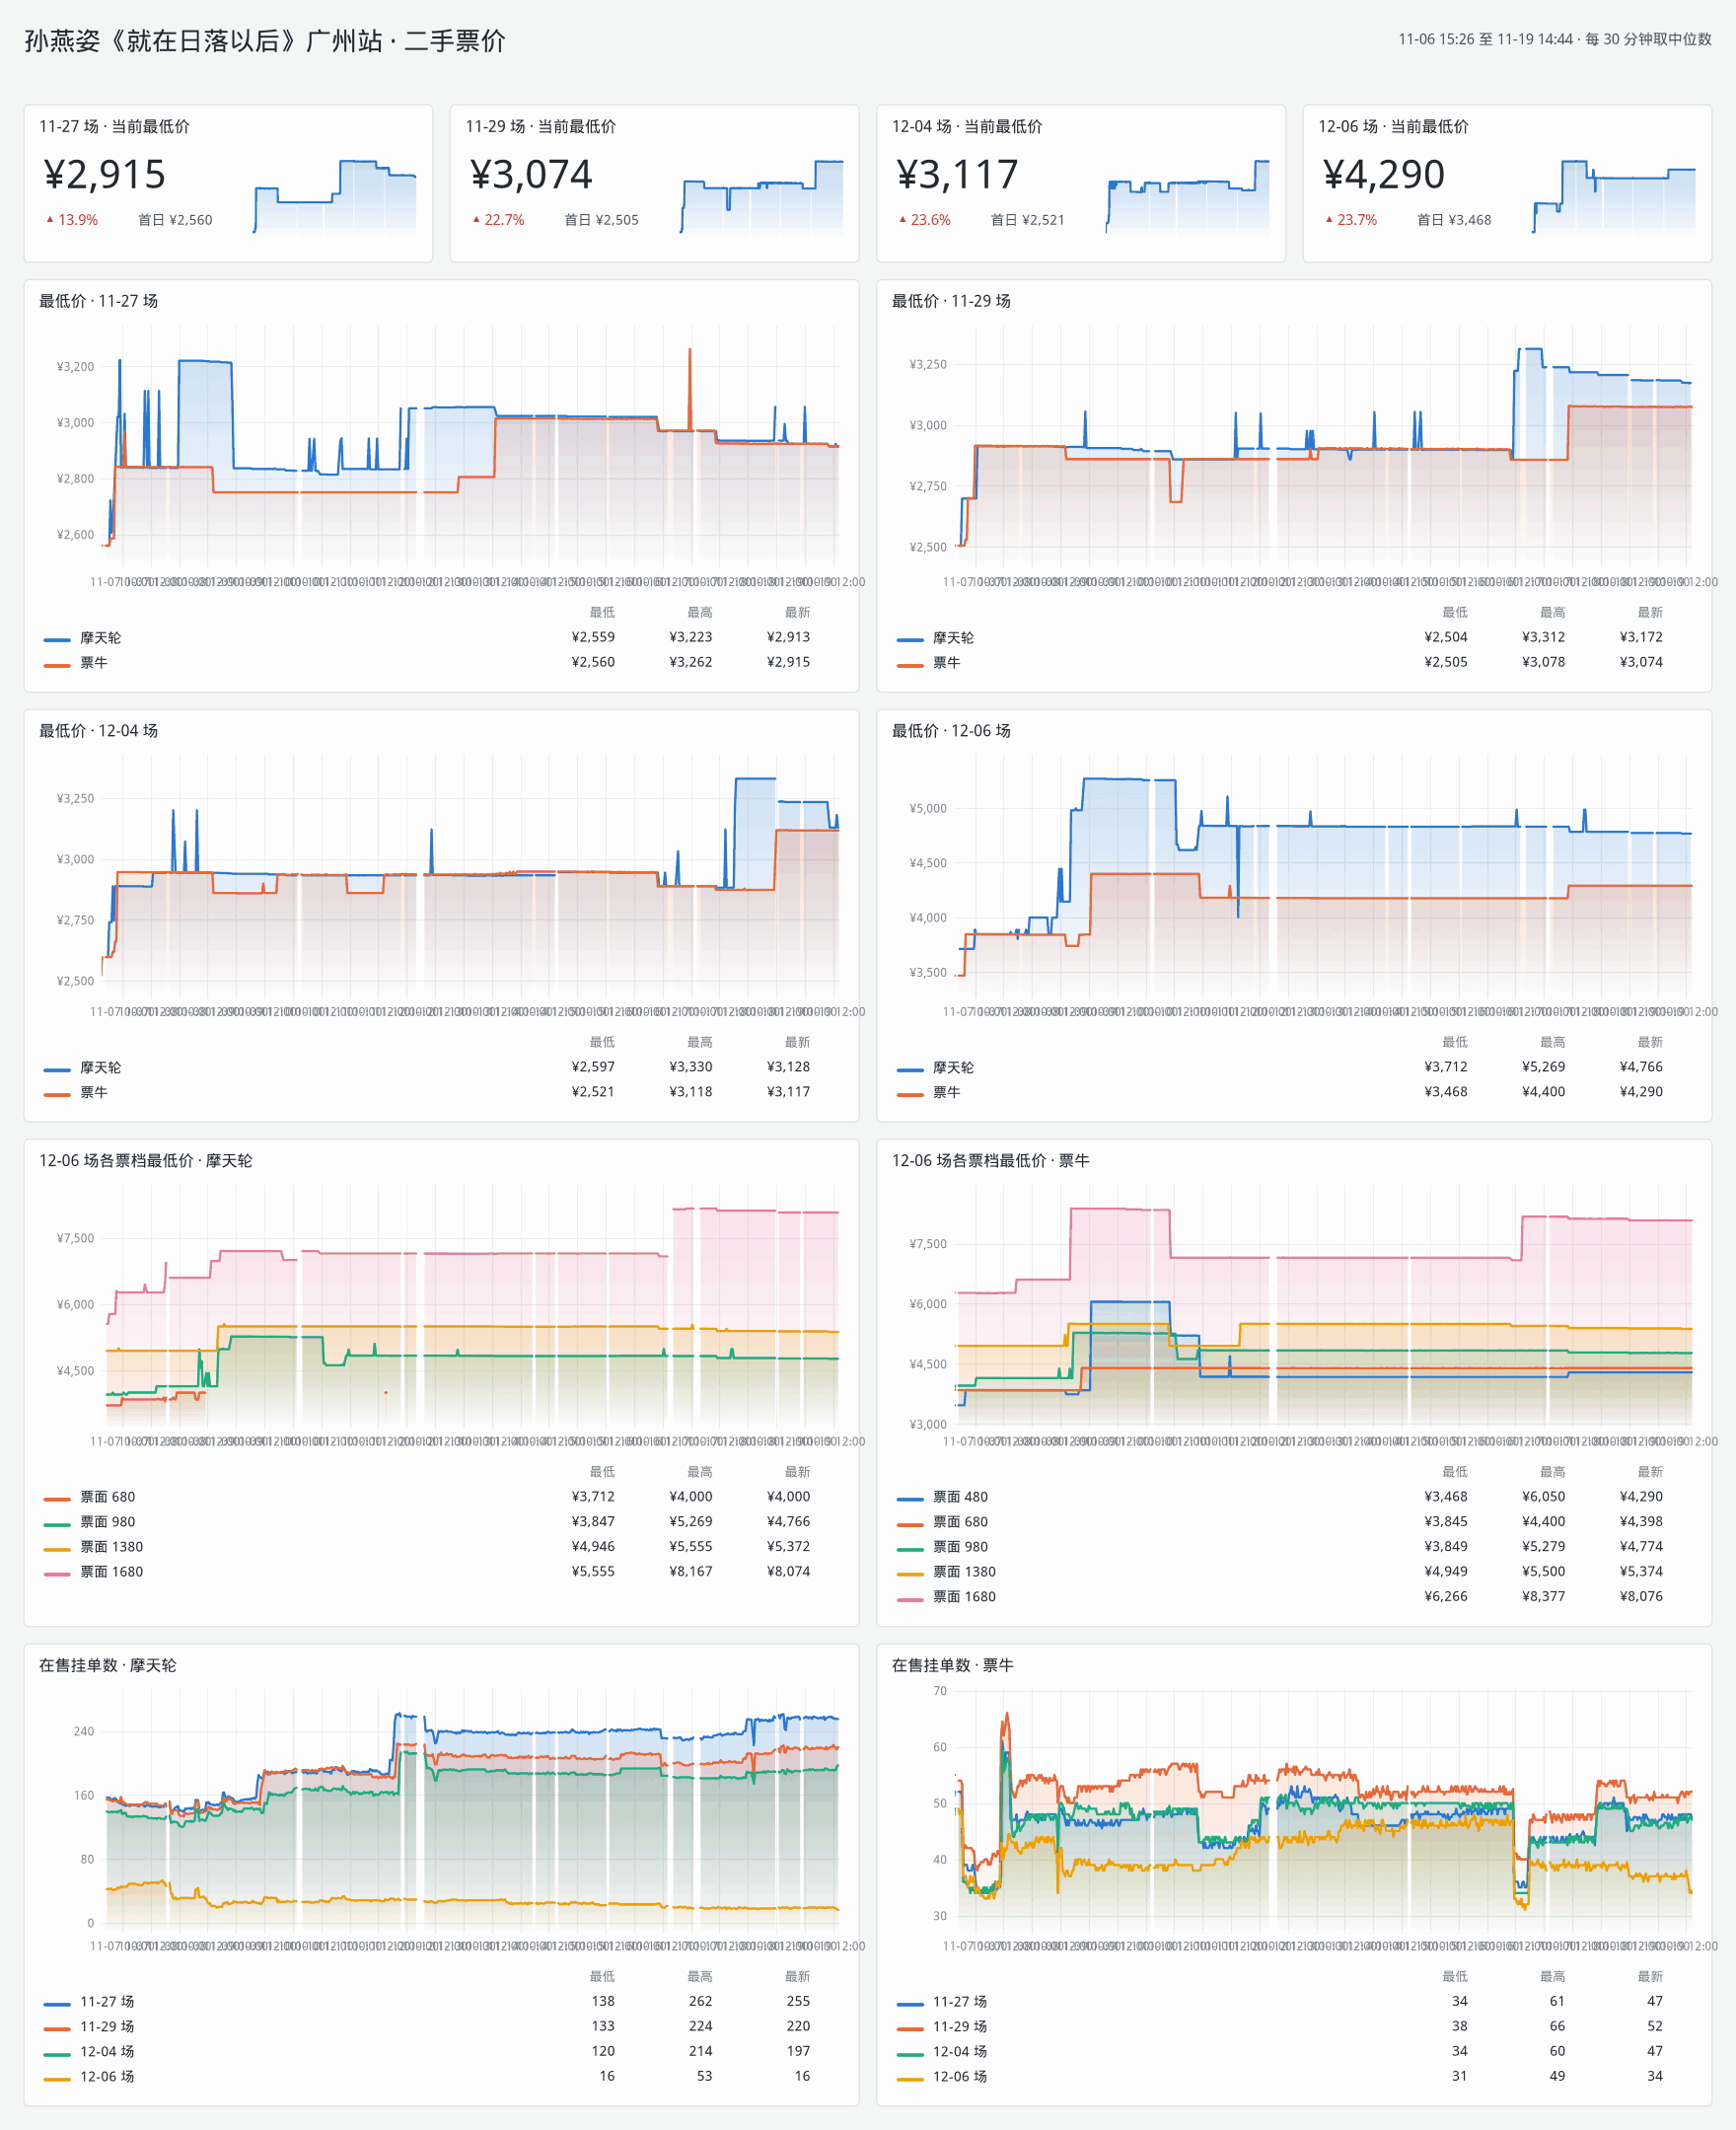 孙燕姿《就在日落以后》广州站 · 二手票价
11-06 15:26 至 11-19 14:44 · 每 30 分钟取中位数
11-27 场 · 当前最低价
¥2,915
▲ 13.9% 首日 ¥2,560
11-29 场 · 当前最低价
¥3,074
▲ 22.7% 首日 ¥2,505
12-04 场 · 当前最低价
¥3,117
▲ 23.6% 首日 ¥2,521
12-06 场 · 当前最低价
¥4,290
▲ 23.7% 首日 ¥3,468
最低价 · 11-27 场
¥3,200
¥3,000
¥2,800
¥2,600
最低 最高 最新
摩天轮 ¥2,559 ¥3,223 ¥2,913
票牛 ¥2,560 ¥3,262 ¥2,915
最低价 · 11-29 场
¥3,250
¥3,000
¥2,750
¥2,500
最低 最高 最新
摩天轮 ¥2,504 ¥3,312 ¥3,172
票牛 ¥2,505 ¥3,078 ¥3,074
最低价 · 12-04 场
¥3,250
¥3,000
¥2,750
¥2,500
最低 最高 最新
摩天轮 ¥2,597 ¥3,330 ¥3,128
票牛 ¥2,521 ¥3,118 ¥3,117
最低价 · 12-06 场
¥5,000
¥4,500
¥4,000
¥3,500
最低 最高 最新
摩天轮 ¥3,712 ¥5,269 ¥4,766
票牛 ¥3,468 ¥4,400 ¥4,290
12-06 场各票档最低价 · 摩天轮
¥7,500
¥6,000
¥4,500
最低 最高 最新
票面 680 ¥3,712 ¥4,000 ¥4,000
票面 980 ¥3,847 ¥5,269 ¥4,766
票面 1380 ¥4,946 ¥5,555 ¥5,372
票面 1680 ¥5,555 ¥8,167 ¥8,074
12-06 场各票档最低价 · 票牛
¥7,500
¥6,000
¥4,500
¥3,000
最低 最高 最新
票面 480 ¥3,468 ¥6,050 ¥4,290
票面 680 ¥3,845 ¥4,400 ¥4,398
票面 980 ¥3,849 ¥5,279 ¥4,774
票面 1380 ¥4,949 ¥5,500 ¥5,374
票面 1680 ¥6,266 ¥8,377 ¥8,076
在售挂单数 · 摩天轮
240
160
80
0
最低 最高 最新
11-27 场 138 262 255
11-29 场 133 224 220
12-04 场 120 214 197
12-06 场 16 53 16
在售挂单数 · 票牛
70
60
50
40
30
最低 最高 最新
11-27 场 34 61 47
11-29 场 38 66 52
12-04 场 34 60 47
12-06 场 31 49 34